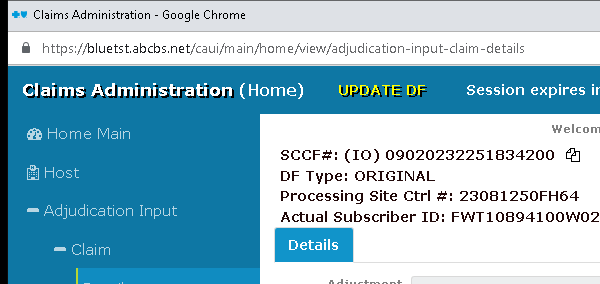 Claims Administration - Google Chrome
https://bluetst.abcbs.net/caui/main/home/view/adjudication-input-claim-details
Claims Administration (Home) UPDATE DF Session expires in
Welcom
Home Main
Host
Adjudication Input
Claim
SCCF#: (IO) 09020232251834200
DF Type: ORIGINAL
Processing Site Ctrl #: 23081250FH64
Actual Subscriber ID: FWT10894100W02
Details
Adjustment